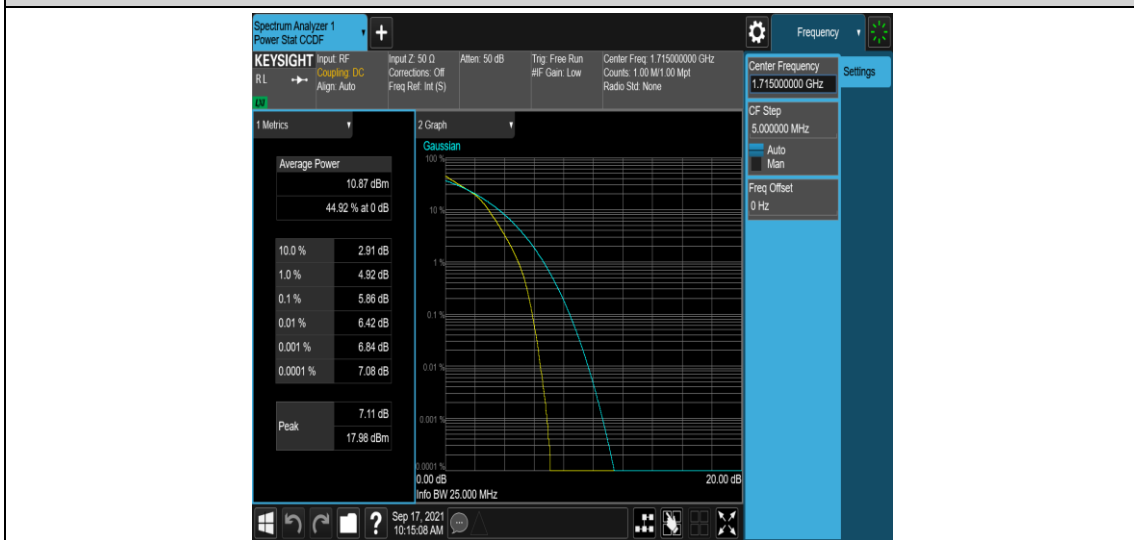 Spectrum Analyzer 1
Power Stat CCDF
+
Frequency
KEYSIGHT
RL
LXI
Input: RF
Coupling: DC
Align: Auto
Input Z: 50 Ω
Corrections: Off
Freq Ref: Int (S)
Atten: 50 dB
Trig: Free Run
#IF Gain: Low
Center Freq: 1.715000000 GHz
Counts: 1.00 M/1.00 Mpt
Radio Std: None
Center Frequency
1.715000000 GHz
Settings
CF Step
5.000000 MHz
Auto
Man
Freq Offset
0 Hz
1 Metrics
Average Power
10.87 dBm
44.92 % at 0 dB
10.0 % 2.91 dB
1.0 % 4.92 dB
0.1 % 5.86 dB
0.01 % 6.42 dB
0.001 % 6.84 dB
0.0001 % 7.08 dB
Peak
7.11 dB
17.98 dBm
2 Graph
Gaussian
100 %
10 %
1 %
0.1 %
0.01 %
0.001 %
0.0001 %
0.00 dB
20.00 dB
Info BW 25.000 MHz
?
Sep 17, 2021
10:15:08 AM